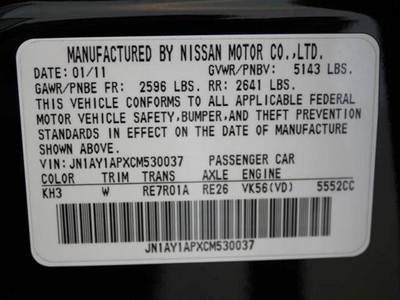 MANUFACTURED BY NISSAN MOTOR CO.,LTD.
DATE: 01/11 GVWR/PNBV: 5143 LBS.
GAWR/PNBE FR: 2596 LBS. RR: 2641 LBS.
THIS VEHICLE CONFORMS TO ALL APPLICABLE FEDERAL
MOTOR VEHICLE SAFETY,BUMPER,AND THEFT PREVENTION
STANDARDS IN EFFECT ON THE DATE OF MANUFACTURE
SHOWN ABOVE.
VIN:JN1AY1APXCM530037 PASSENGER CAR
COLOR TRIM TRANS AXLE ENGINE
KH3 W RE7R01A RE26 VK56(VD) 5552CC
JN1AY1APXCM530037